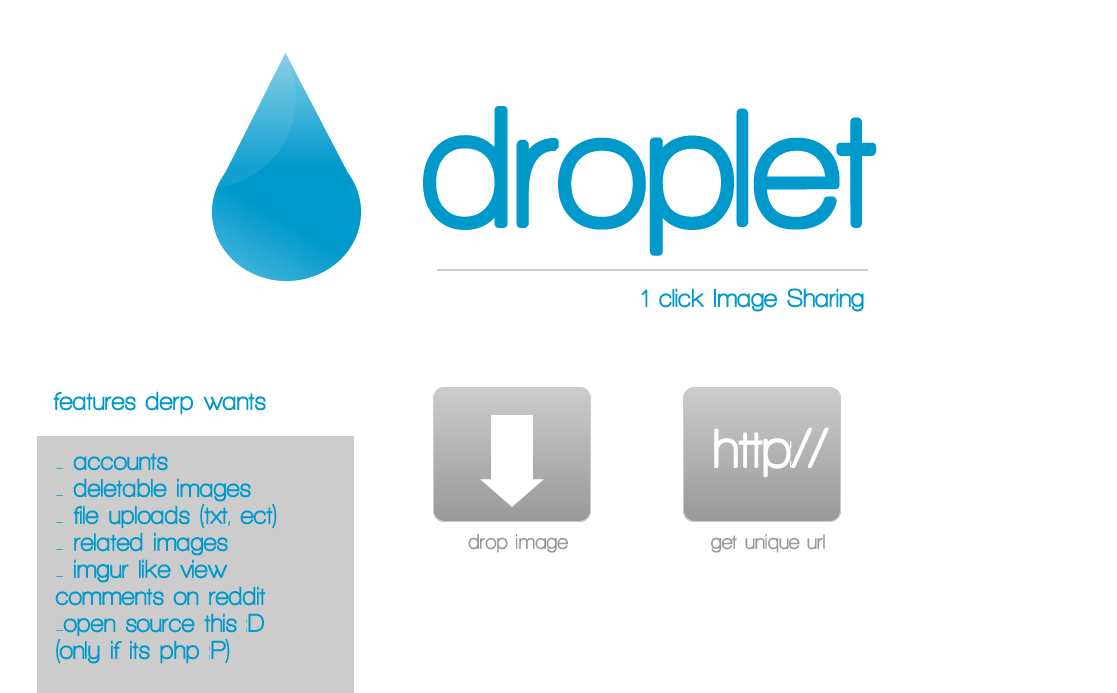 droplet
1 click Image Sharing
features derp wants
_ accounts
_ deletable images
_ file uploads (txt, ect)
_ related images
_ imgur like view
comments on reddit
_open source this :D
(only if its php :P)
http//
drop image
get unique url